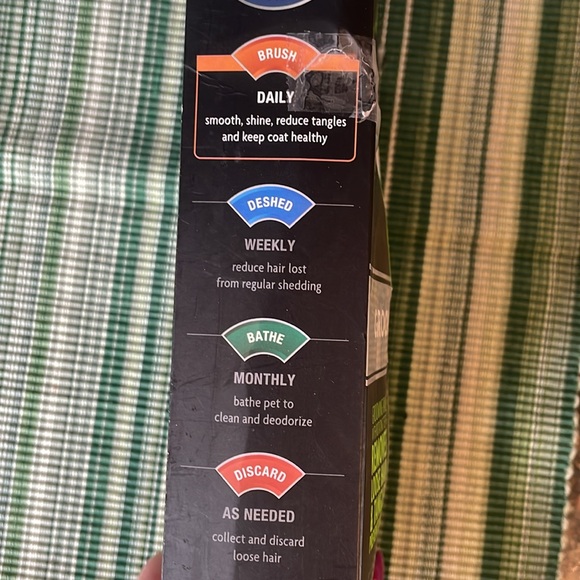 BRUSH
DAILY
smooth, shine, reduce tangles
and keep coat healthy
DESHED
WEEKLY
reduce hair lost
from regular shedding
BATHE
MONTHLY
bathe pet to
clean and deodorize
DISCARD
AS NEEDED
collect and discard
loose hair